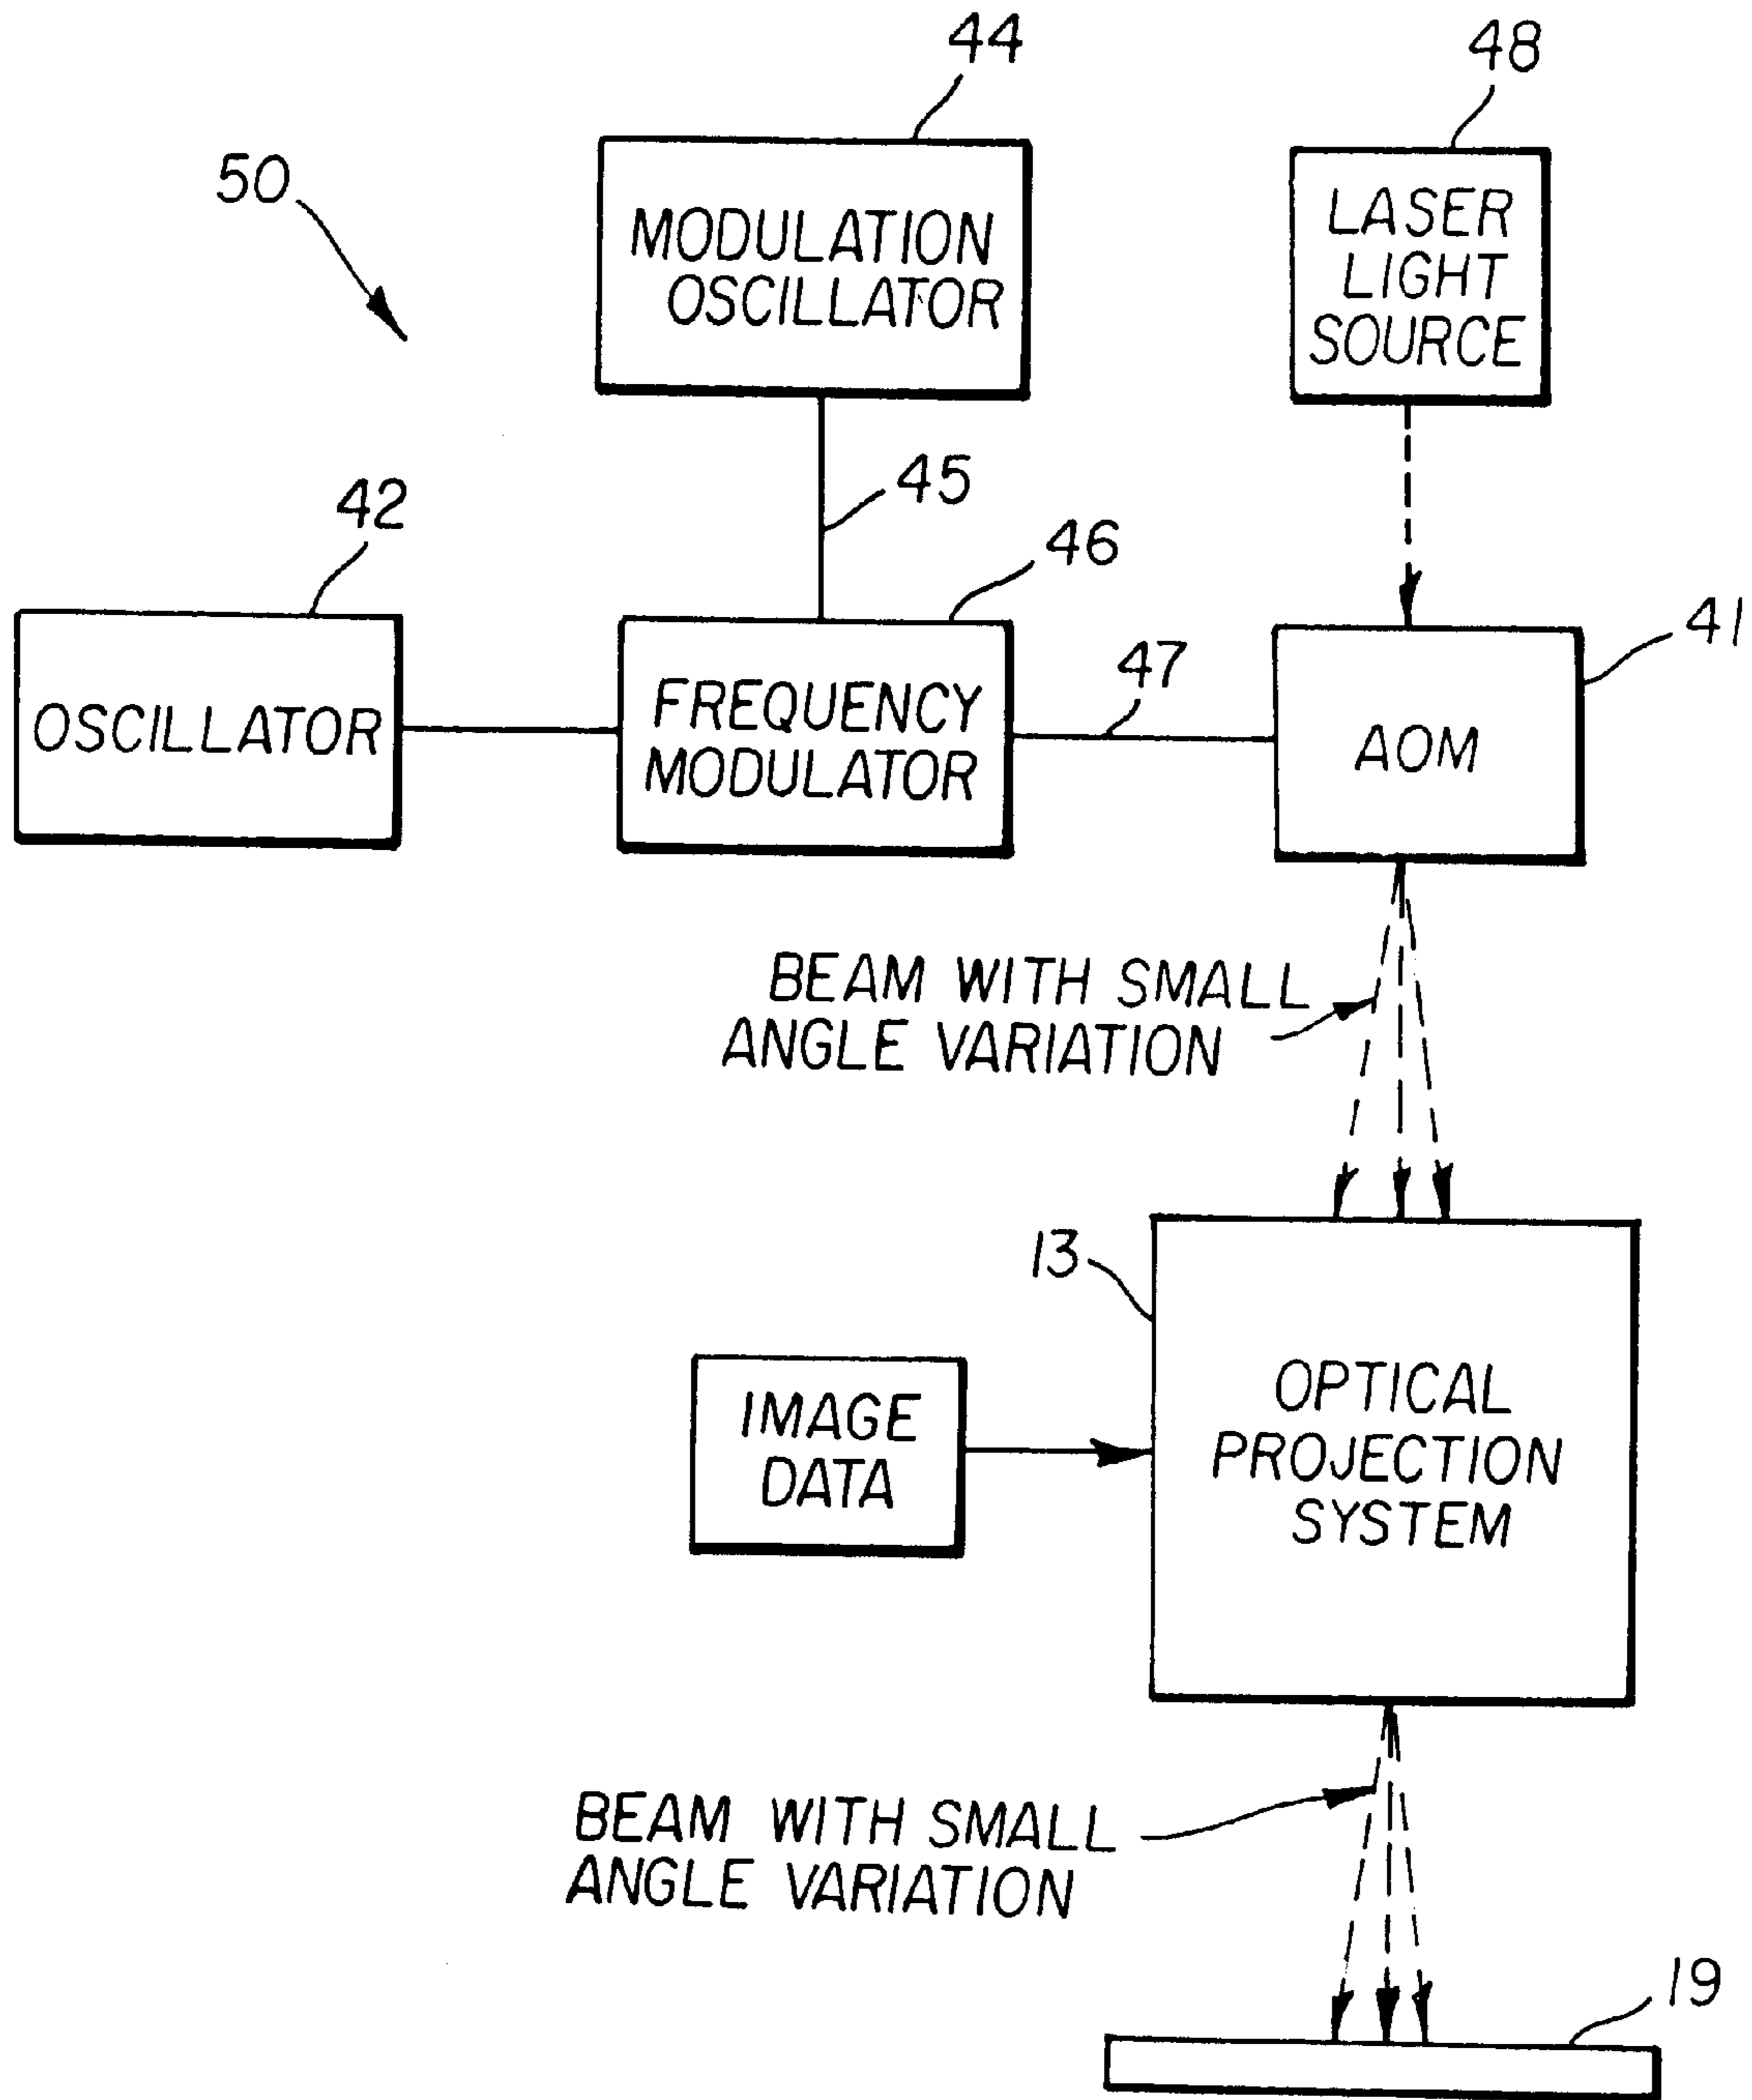 44
48
50
MODULATION
OSCILLATOR
LASER
LIGHT
SOURCE
45
42
46
41
47
OSCILLATOR
FREQUENCY
MODULATOR
AOM
BEAM WITH SMALL
ANGLE VARIATION
13
IMAGE
DATA
OPTICAL
PROJECTION
SYSTEM
BEAM WITH SMALL
ANGLE VARIATION
19